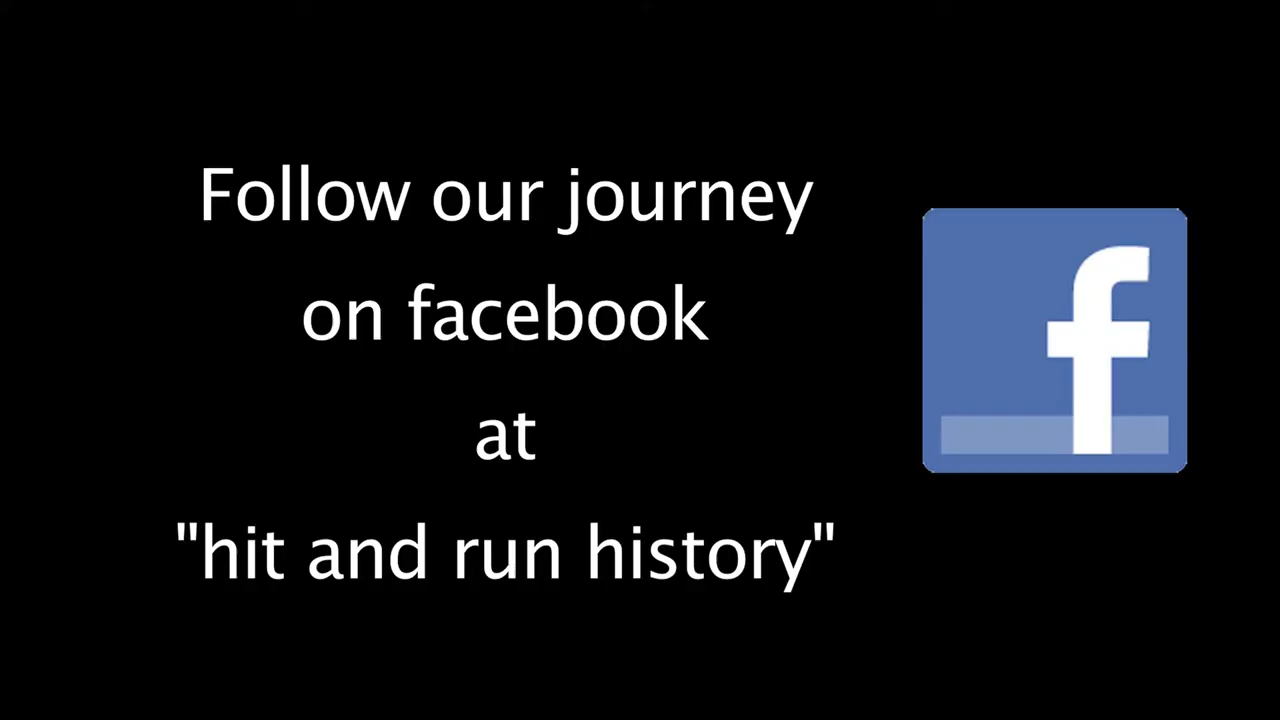 Follow our journey
on facebook
at
"hit and run history"
f